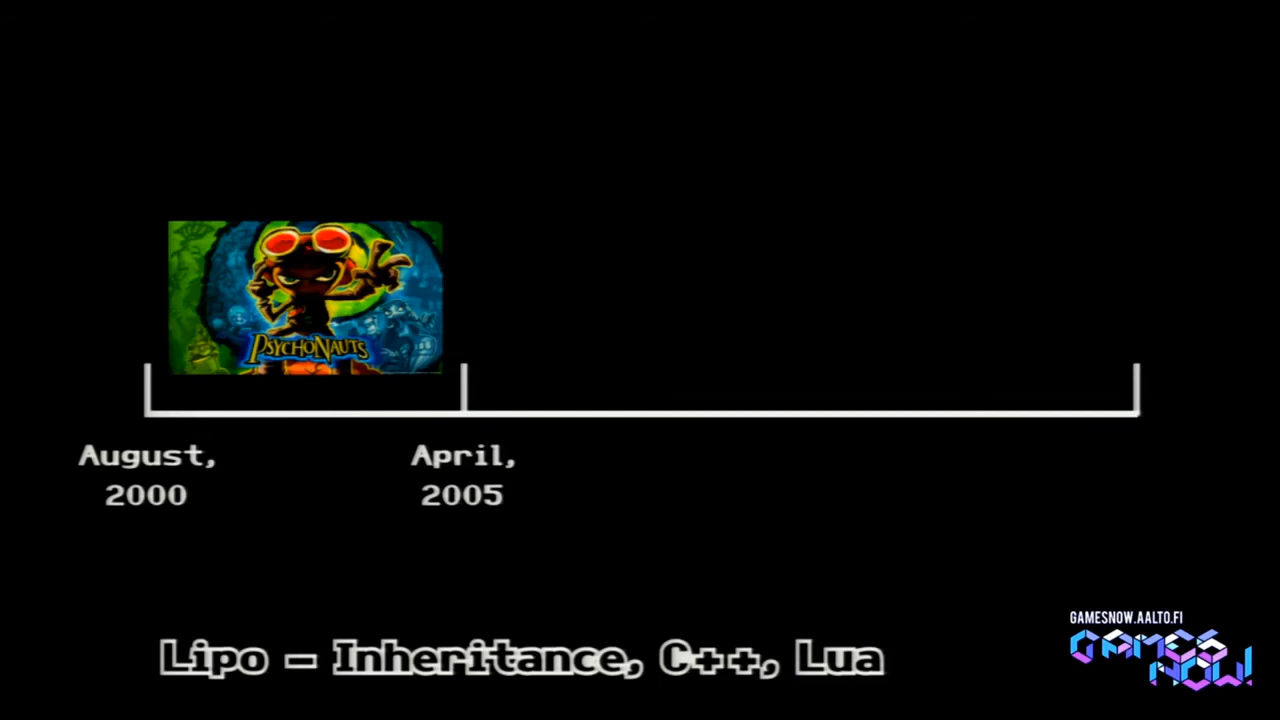 PSYCHONAUTS
August,
2000
April,
2005
Lipo – Inheritance, C++, Lua
GAMESNOW.AALTO.FI
GAMES
NOW!